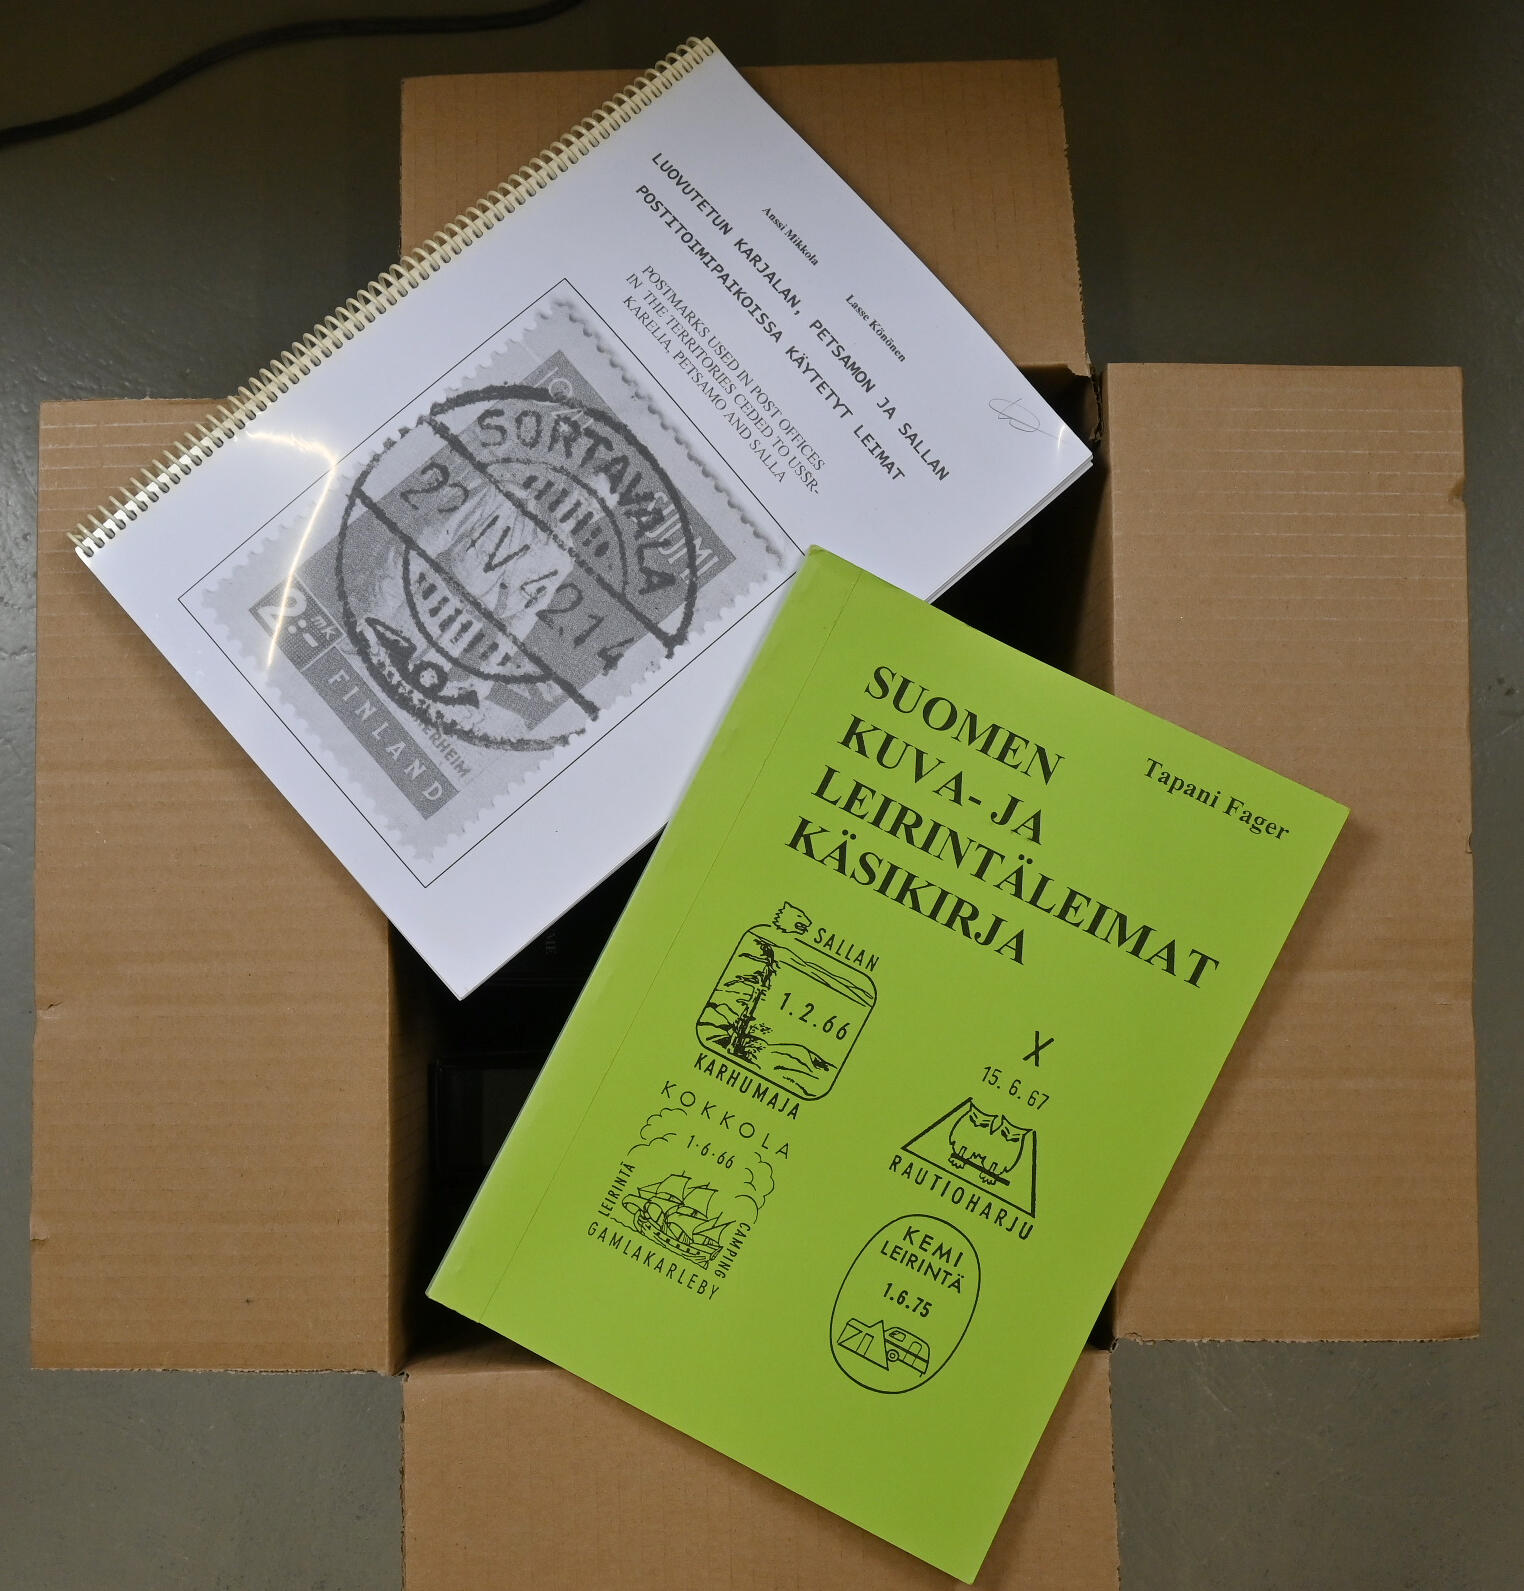 Anssi Mikkola
Lasse Könönen
LUOVUTETUN KARJALAN, PETSAMON JA SALLAN
POSTITOIMIPAIKOISSA KÄYTETYT LEIMAT
POSTMARKS USED IN POST OFFICES
IN THE TERRITORIES CEDED TO USSR-
KARELIA, PETSAMO AND SALLA
SORTAVALA
22.IV.42.14
SUOMI
2:- mk
FINLAND
Tapani Fager
SUOMEN
KUVA- JA
LEIRINTÄLEIMAT
KÄSIKIRJA
SALLAN
1.2.66
KARHUMAJA
X
15.6.67
RAUTIOHARJU
KOKKOLA
1·6·66
LEIRINTÄ
CAMPING
GAMLAKARLEBY
KEMI
LEIRINTÄ
1.6.75